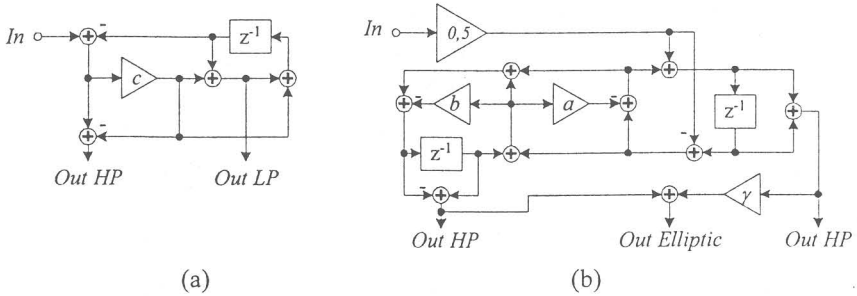 In
z-1
c
Out HP
Out LP
(a)
In
0,5
b
a
z-1
z-1
γ
Out HP
Out Elliptic
Out HP
(b)